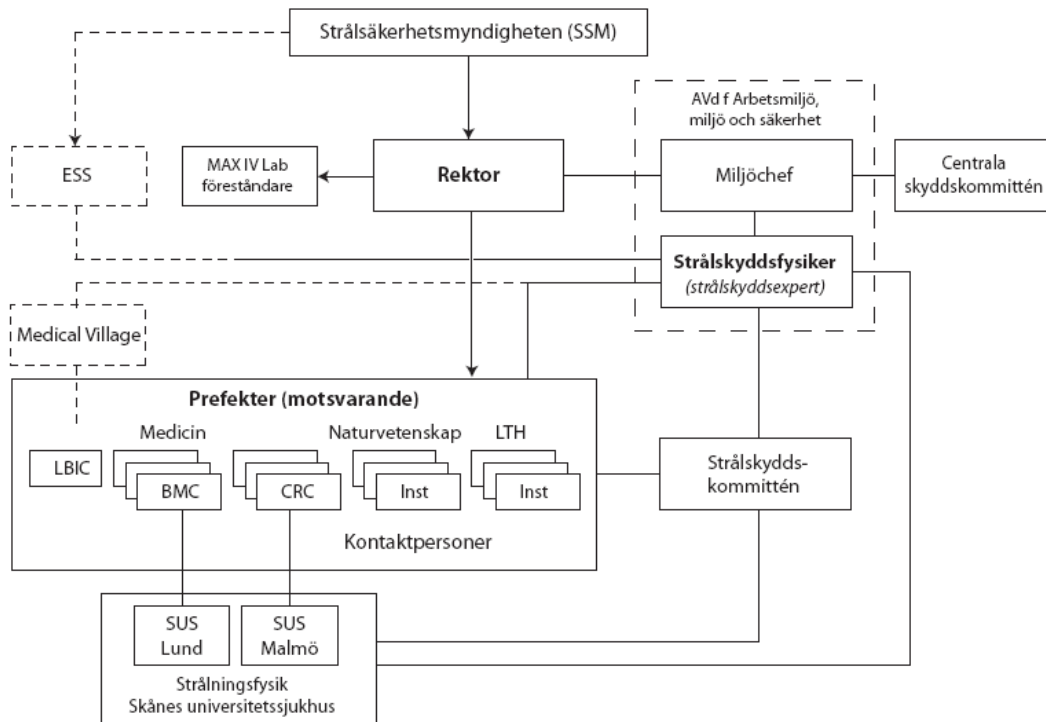 Strålsäkerhetsmyndigheten (SSM)
AVd f Arbetsmiljö,
miljö och säkerhet
ESS
MAX IV Lab
föreståndare
Rektor
Miljöchef
Centrala
skyddskommittén
Strålskyddsfysiker
(strålskyddsexpert)
Medical Village
Prefekter (motsvarande)
Medicin
Naturvetenskap
LTH
LBIC
BMC
CRC
Inst
Inst
Kontaktpersoner
Strålskydds-
kommittén
SUS
Lund
SUS
Malmö
Strålningsfysik
Skånes universitetssjukhus